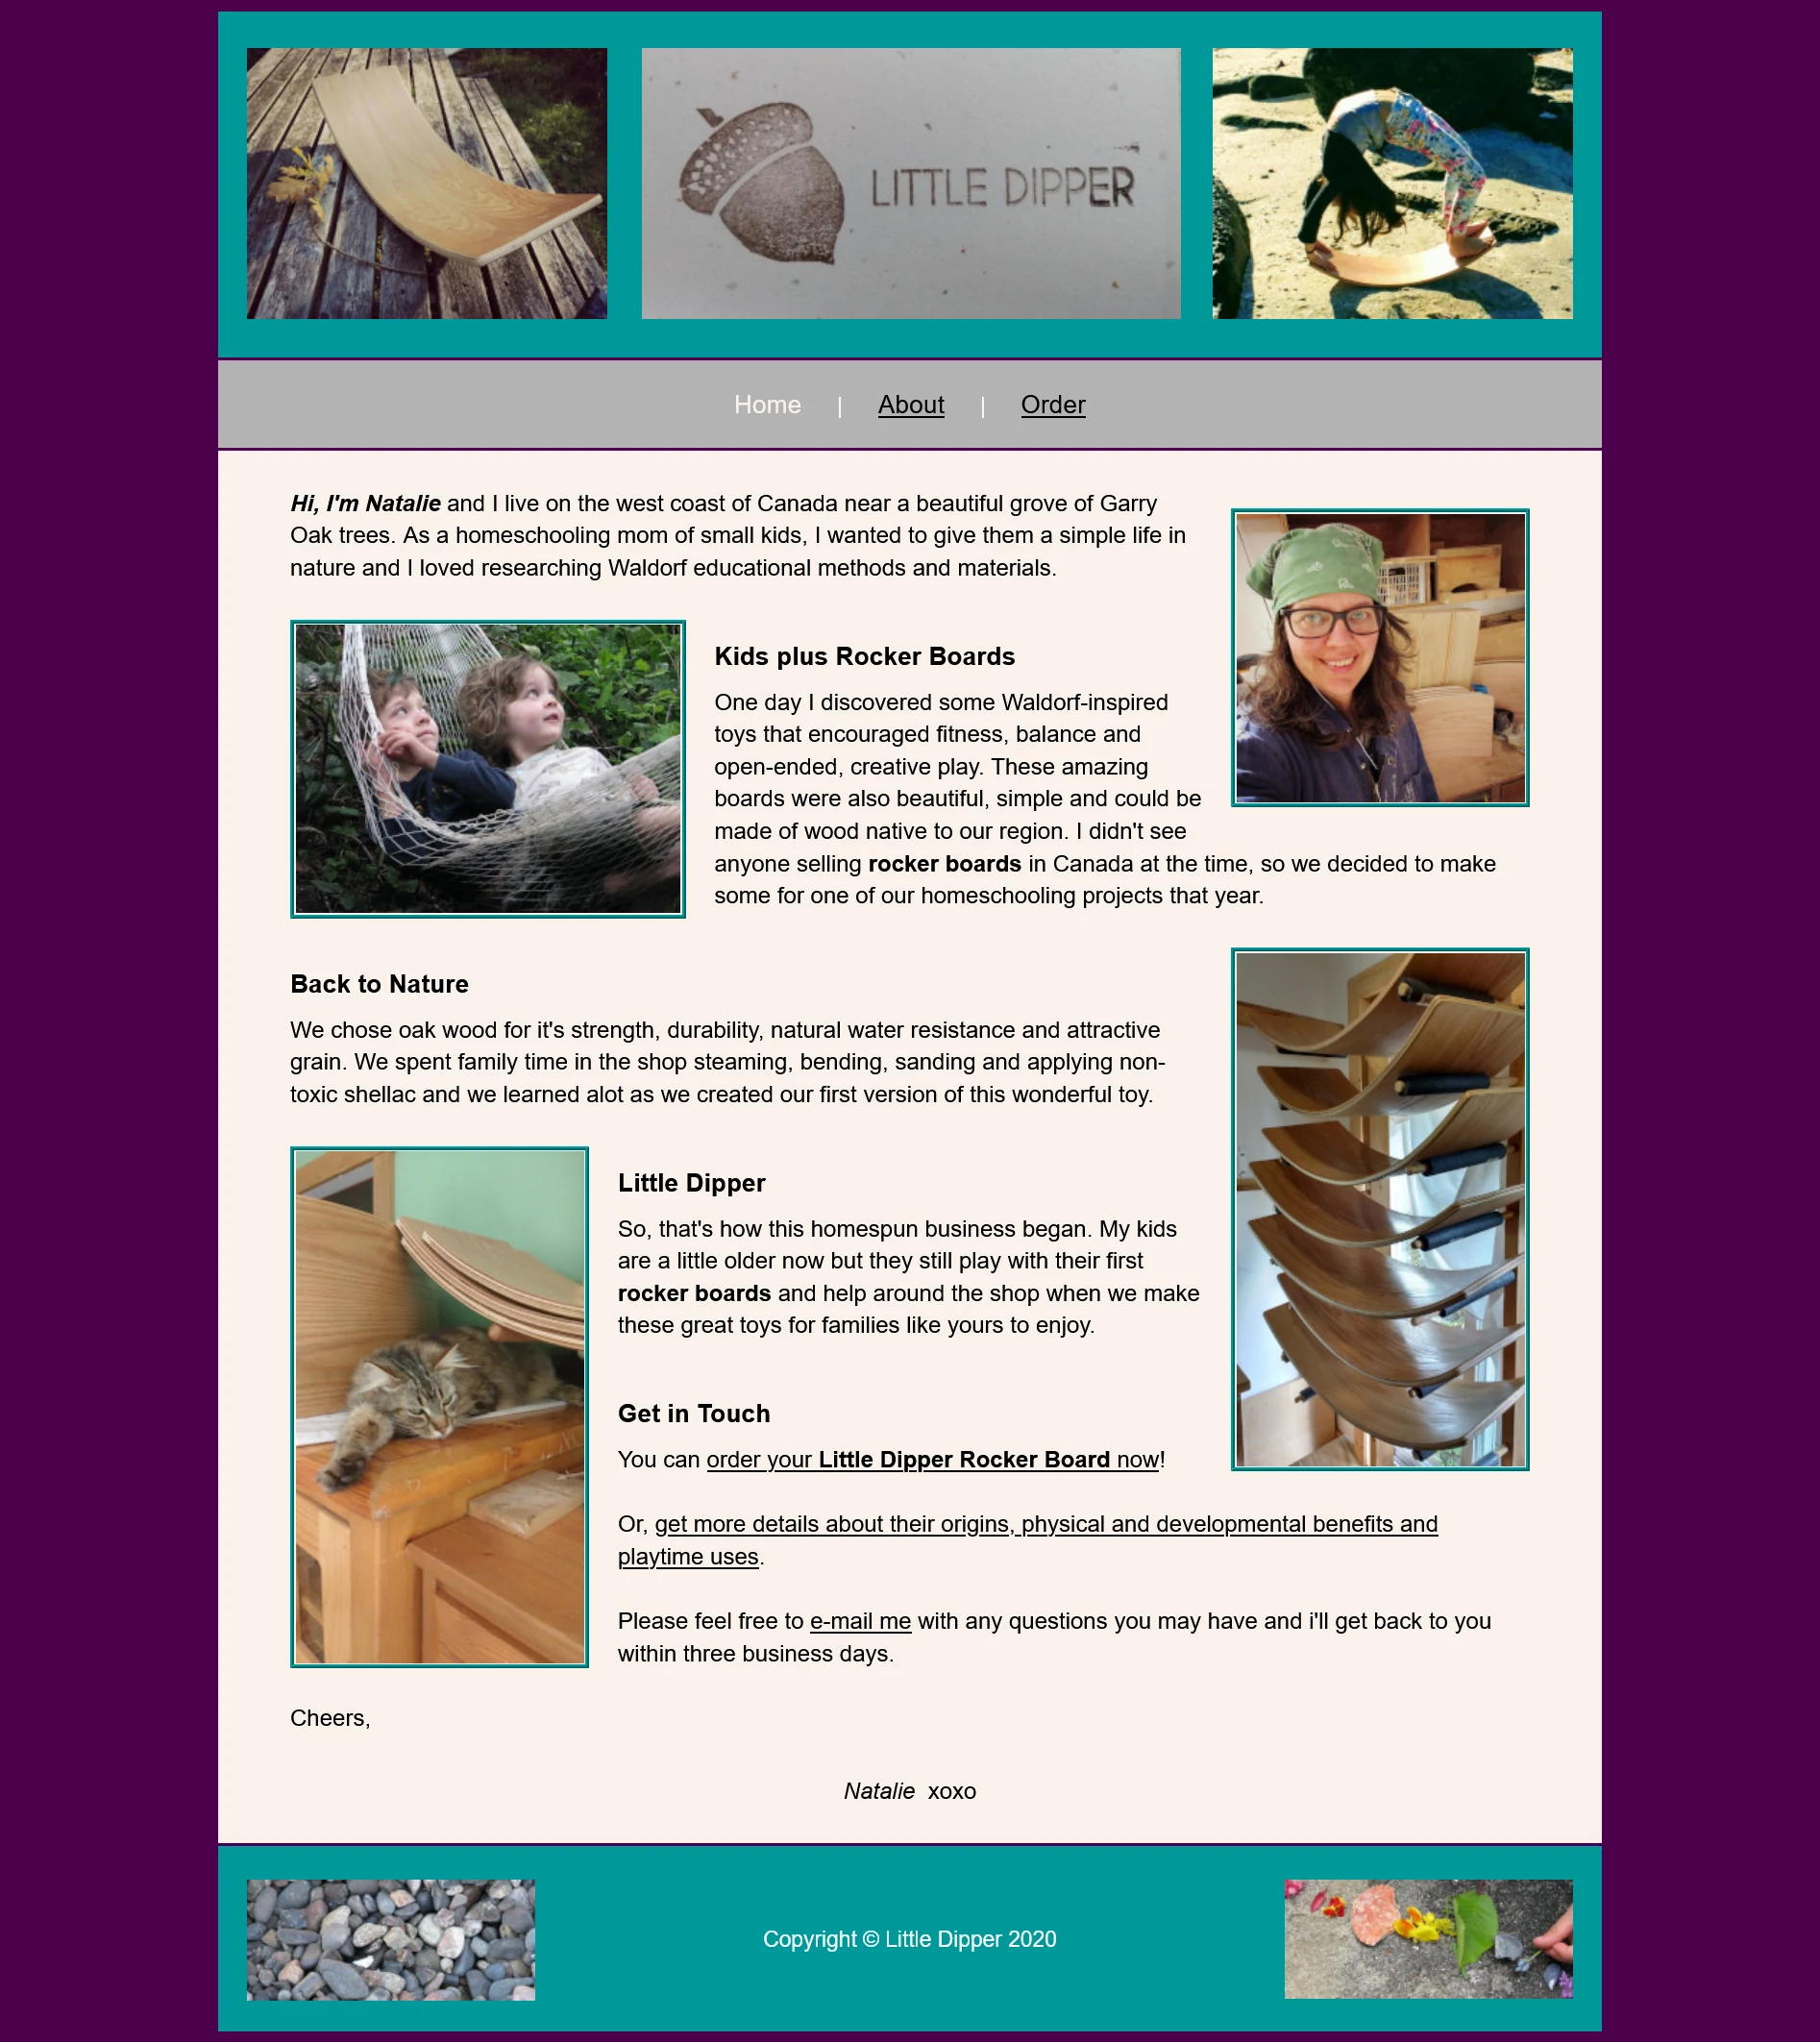 LITTLE DIPPER
Home | About | Order
Hi, I'm Natalie and I live on the west coast of Canada near a beautiful grove of Garry
Oak trees. As a homeschooling mom of small kids, I wanted to give them a simple life in
nature and I loved researching Waldorf educational methods and materials.
Kids plus Rocker Boards
One day I discovered some Waldorf-inspired
toys that encouraged fitness, balance and
open-ended, creative play. These amazing
boards were also beautiful, simple and could be
made of wood native to our region. I didn't see
anyone selling rocker boards in Canada at the time, so we decided to make
some for one of our homeschooling projects that year.
Back to Nature
We chose oak wood for it's strength, durability, natural water resistance and attractive
grain. We spent family time in the shop steaming, bending, sanding and applying non-
toxic shellac and we learned alot as we created our first version of this wonderful toy.
Little Dipper
So, that's how this homespun business began. My kids
are a little older now but they still play with their first
rocker boards and help around the shop when we make
these great toys for families like yours to enjoy.
Get in Touch
You can order your Little Dipper Rocker Board now!
Or, get more details about their origins, physical and developmental benefits and
playtime uses.
Please feel free to e-mail me with any questions you may have and i'll get back to you
within three business days.
Cheers,
Natalie xoxo
Copyright © Little Dipper 2020